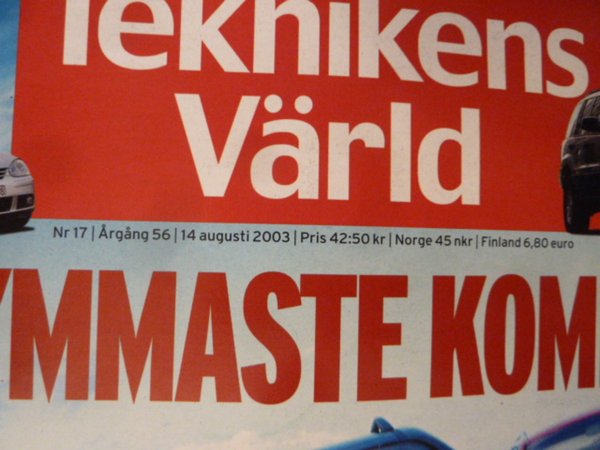 Teknikens
Värld
Nr 17 | Årgång 56 | 14 augusti 2003 | Pris 42:50 kr | Norge 45 nkr | Finland 6,80 euro
YMMASTE KOM